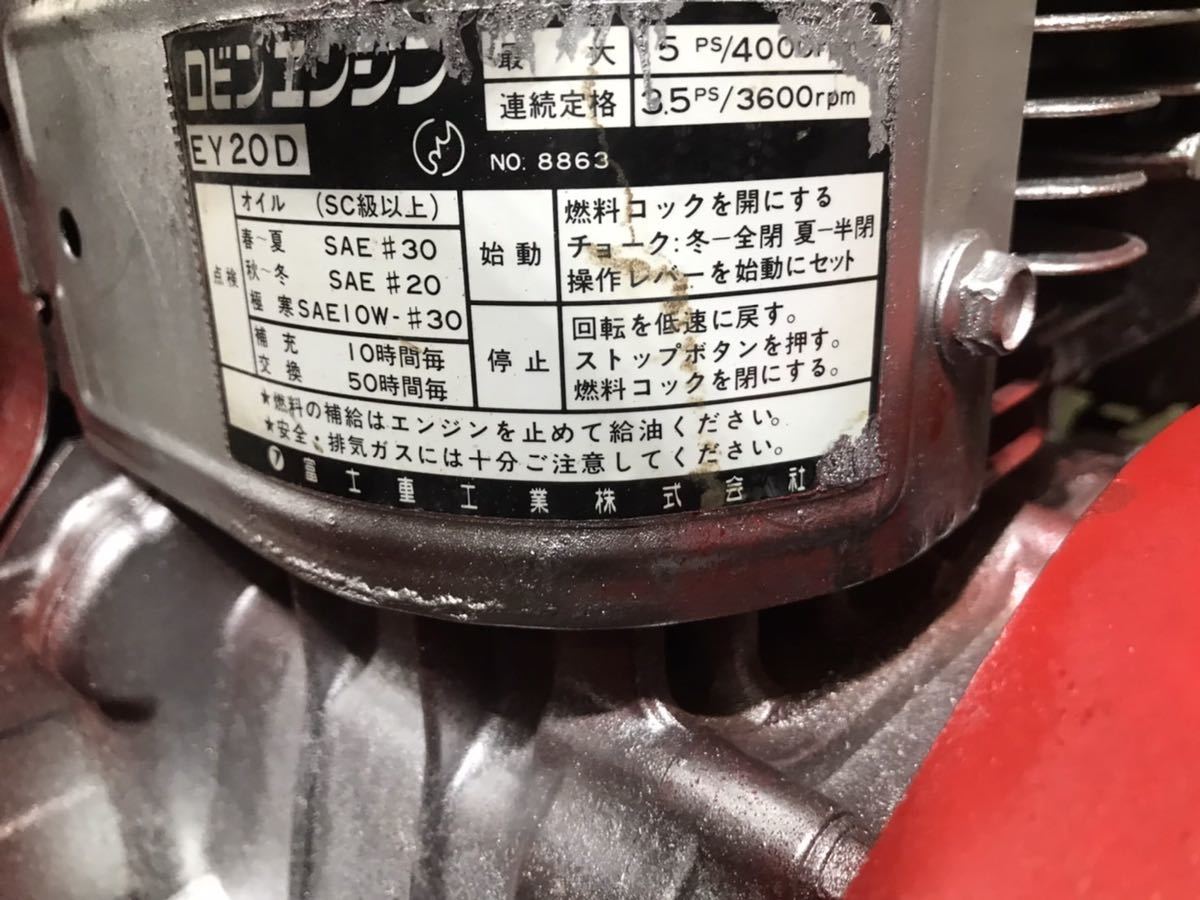 ロビンエンジン
EY20D
最大 5 PS/4000
連続定格 3.5PS/3600rpm
NO. 8863
点検
オイル (SC級以上)
春~夏 SAE #30
秋~冬 SAE #20
極寒 SAE10W-#30
補充 10時間毎
交換 50時間毎
始動
燃料コックを開にする
チョーク:冬-全閉 夏-半閉
操作レバーを始動にセット
停止
回転を低速に戻す。
ストップボタンを押す。
燃料コックを閉にする。
★燃料の補給はエンジンを止めて給油ください。
★安全・排気ガスには十分ご注意してください。
富士重工業株式会社